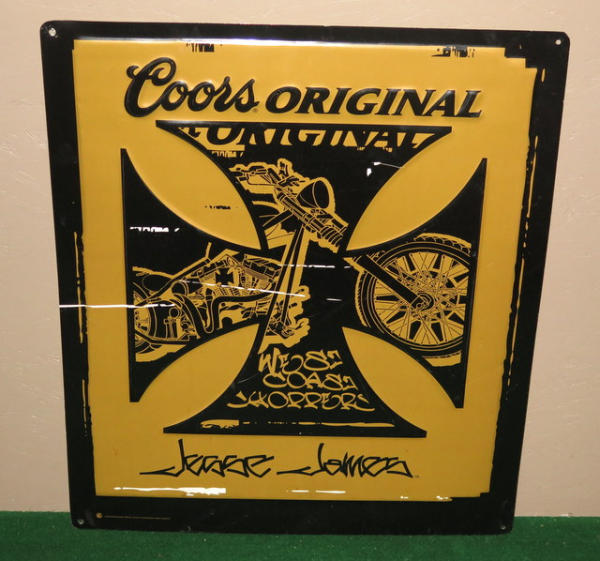 Coors ORIGINAL
ORIGINAL
WEST
COAST
CHOPPERS
Jesse James